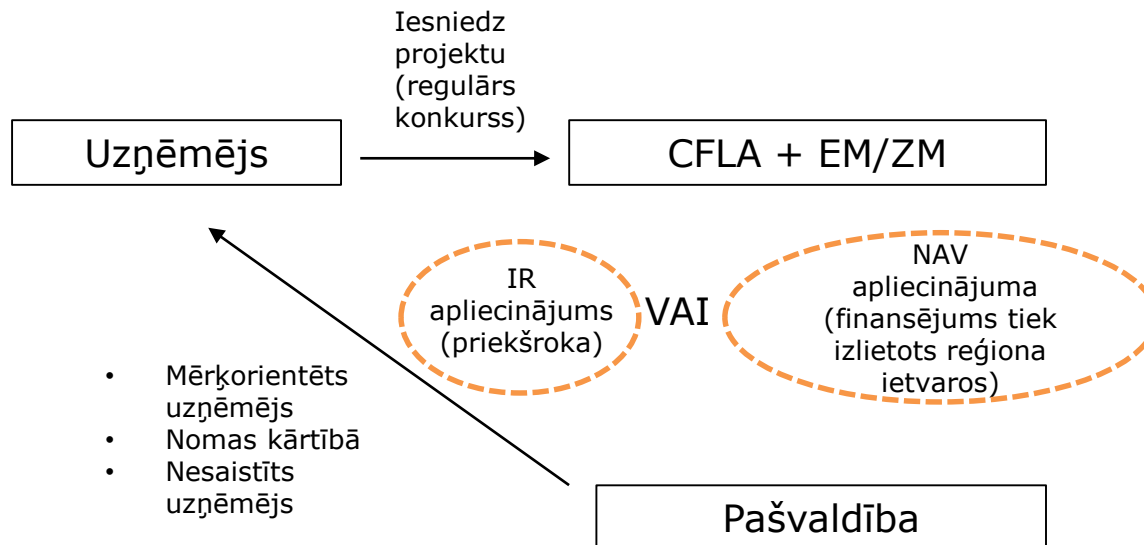 Iesniedz
projektu
(regulārs
konkurss)
Uzņēmējs
CFLA + EM/ZM
IR
apliecinājums
(priekšroka)
VAI
NAV
apliecinājuma
(finansējums tiek
izlietots reģiona
ietvaros)
• Mērķorientēts
uzņēmējs
• Nomas kārtībā
• Nesaistīts
uzņēmējs
Pašvaldība